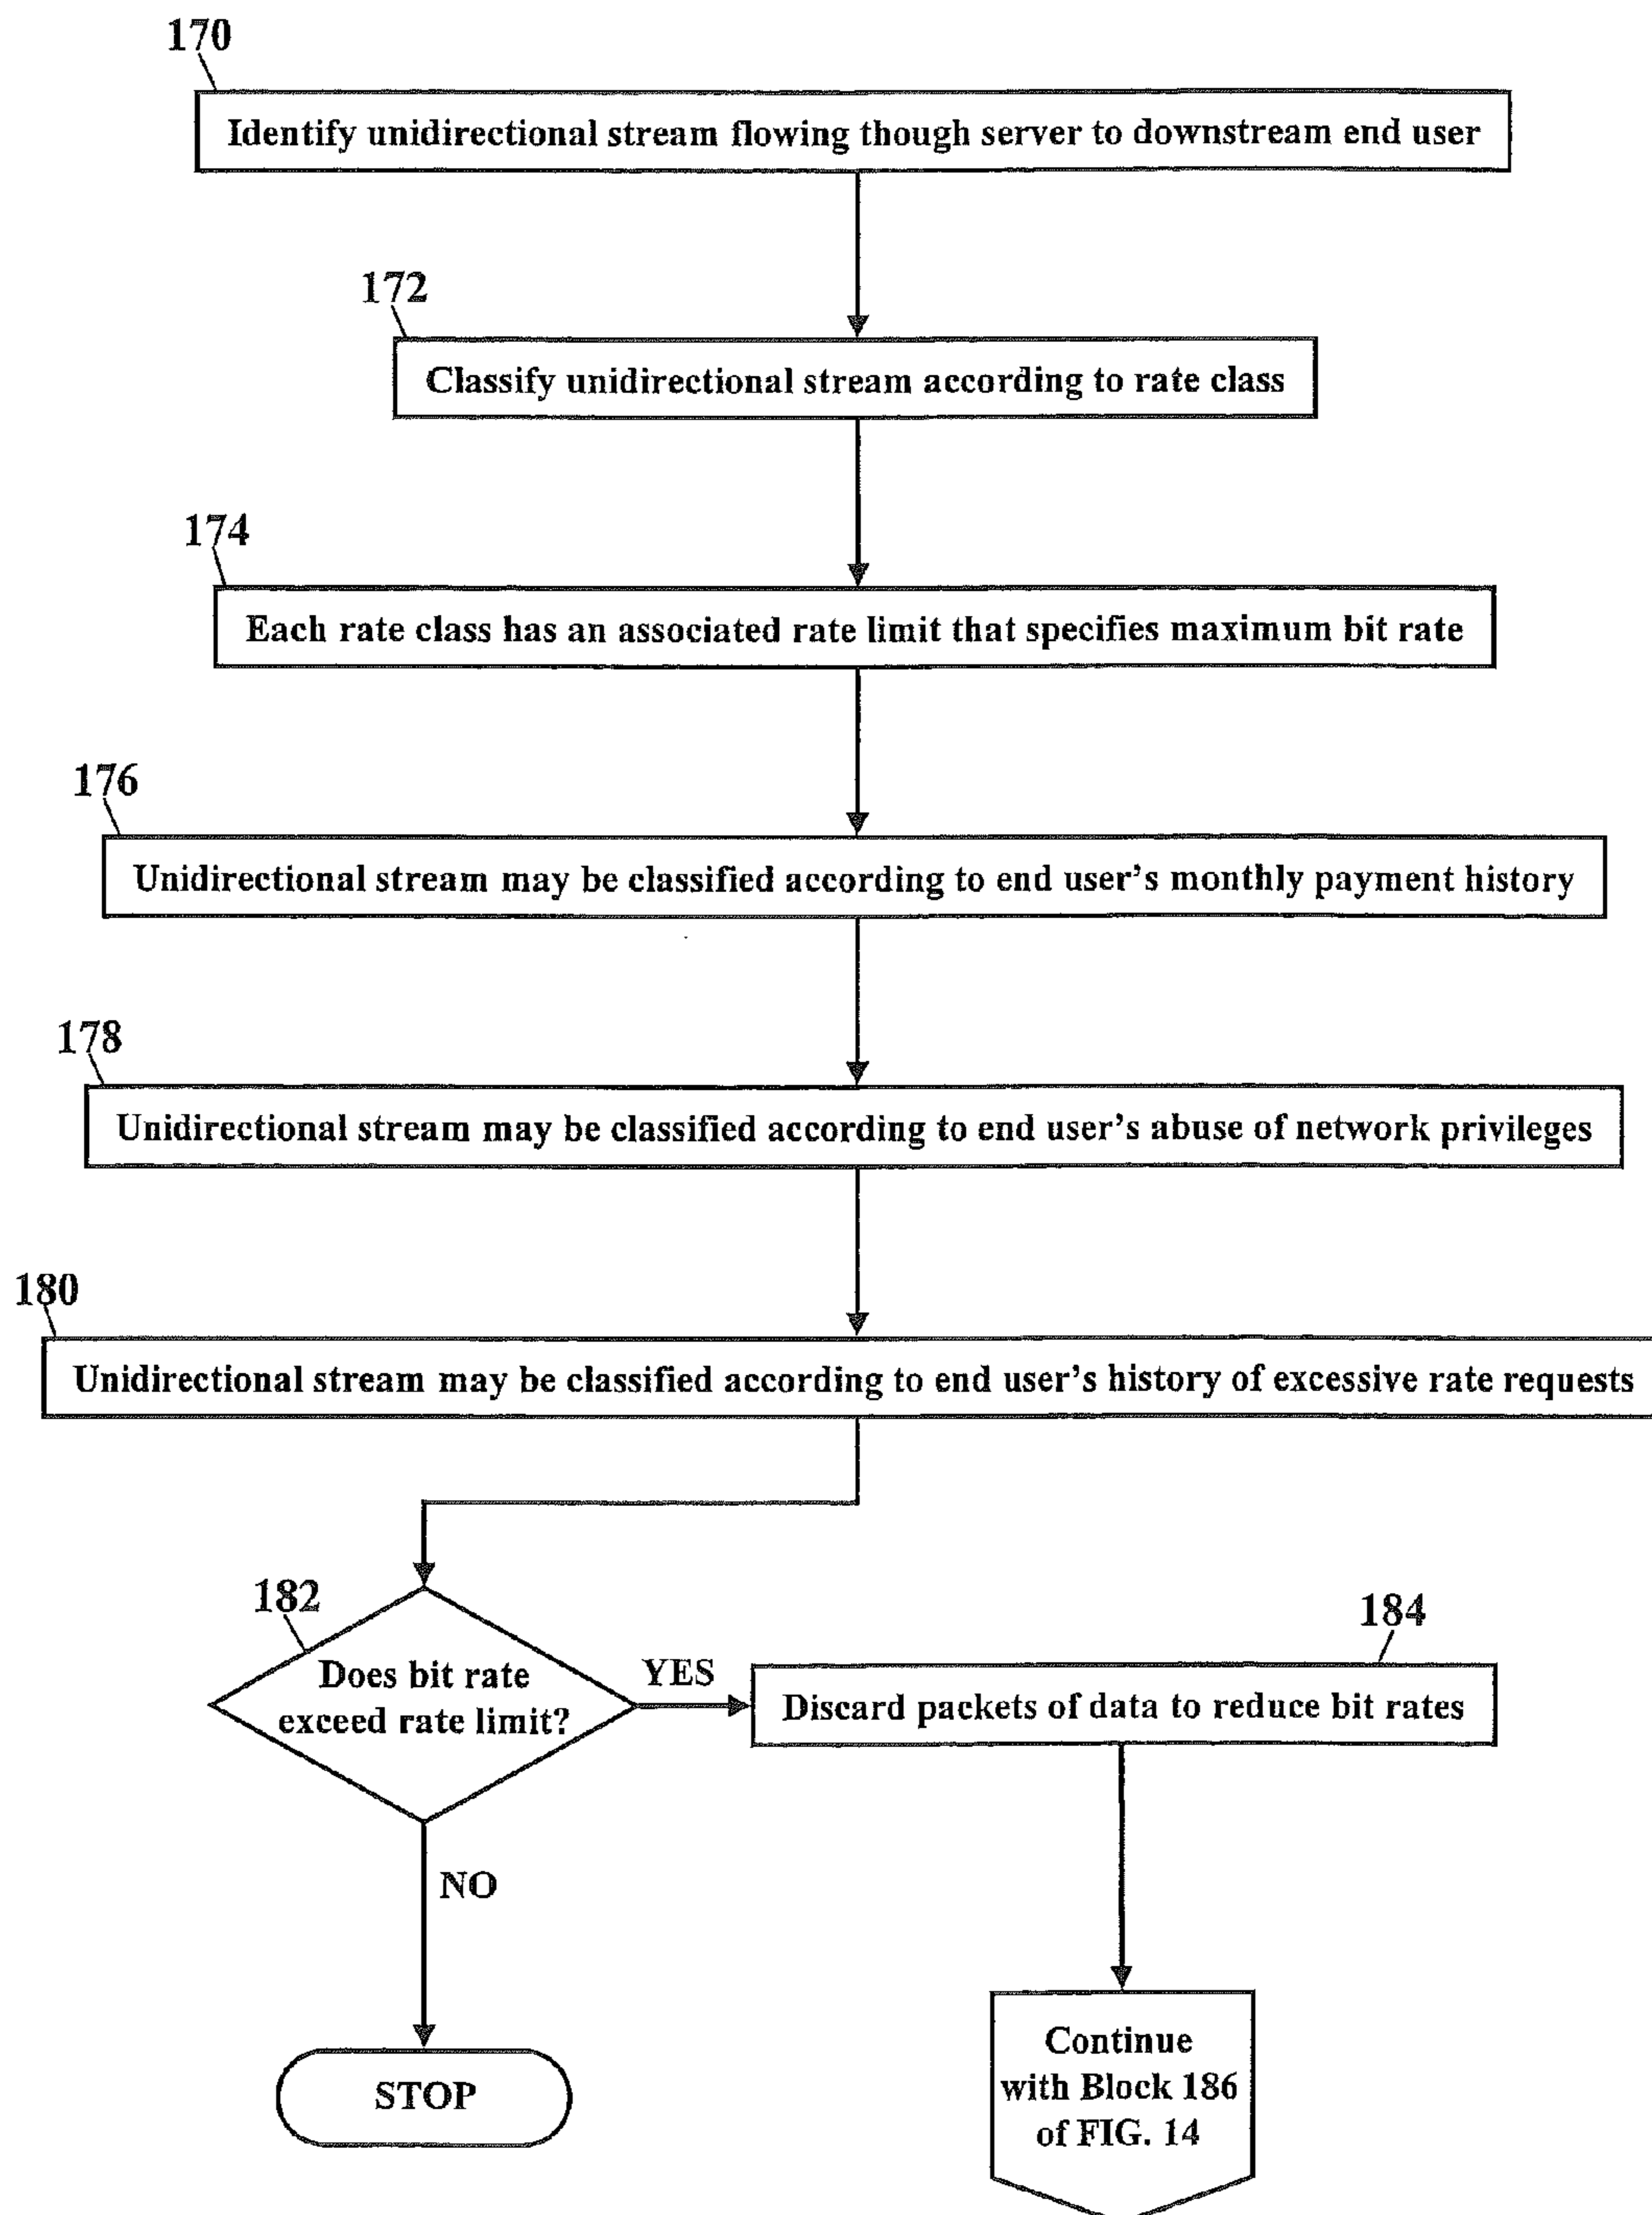 170
Identify unidirectional stream flowing though server to downstream end user
172
Classify unidirectional stream according to rate class
174
Each rate class has an associated rate limit that specifies maximum bit rate
176
Unidirectional stream may be classified according to end user's monthly payment history
178
Unidirectional stream may be classified according to end user's abuse of network privileges
180
Unidirectional stream may be classified according to end user's history of excessive rate requests
182
Does bit rate
exceed rate limit?
YES
184
Discard packets of data to reduce bit rates
NO
STOP
Continue
with Block 186
of FIG. 14